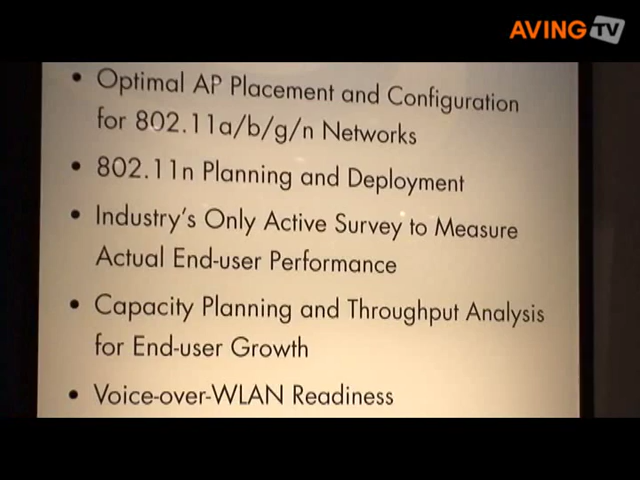 AVING TV
• Optimal AP Placement and Configuration
for 802.11a/b/g/n Networks
• 802.11n Planning and Deployment
• Industry's Only Active Survey to Measure
Actual End-user Performance
• Capacity Planning and Throughput Analysis
for End-user Growth
• Voice-over-WLAN Readiness